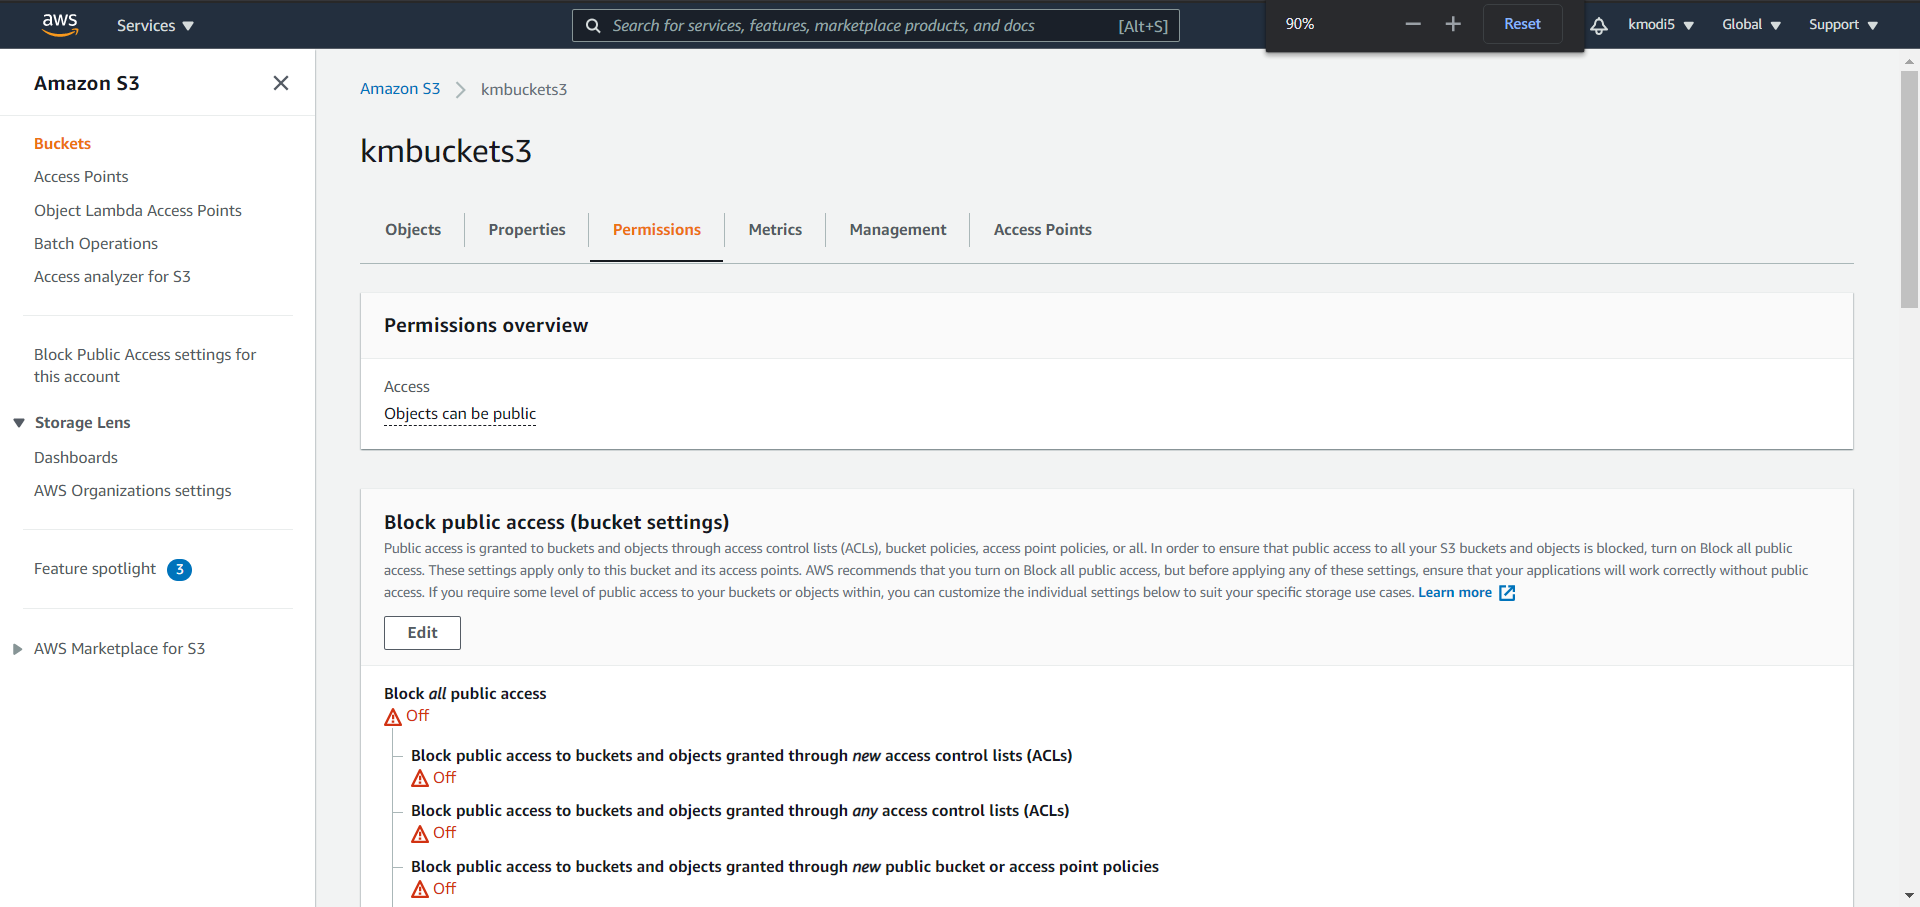 aws
Services
Search for services, features, marketplace products, and docs [Alt+S]
90%
Reset
kmodi5
Global
Support
Amazon S3
Buckets
Access Points
Object Lambda Access Points
Batch Operations
Access analyzer for S3
Block Public Access settings for
this account
Storage Lens
Dashboards
AWS Organizations settings
Feature spotlight 3
AWS Marketplace for S3
Amazon S3 kmbuckets3
kmbuckets3
Objects Properties Permissions Metrics Management Access Points
Permissions overview
Access
Objects can be public
Block public access (bucket settings)
Public access is granted to buckets and objects through access control lists (ACLs), bucket policies, access point policies, or all. In order to ensure that public access to all your S3 buckets and objects is blocked, turn on Block all public
access. These settings apply only to this bucket and its access points. AWS recommends that you turn on Block all public access, but before applying any of these settings, ensure that your applications will work correctly without public
access. If you require some level of public access to your buckets or objects within, you can customize the individual settings below to suit your specific storage use cases. Learn more
Edit
Block all public access
Off
Block public access to buckets and objects granted through new access control lists (ACLs)
Off
Block public access to buckets and objects granted through any access control lists (ACLs)
Off
Block public access to buckets and objects granted through new public bucket or access point policies
Off